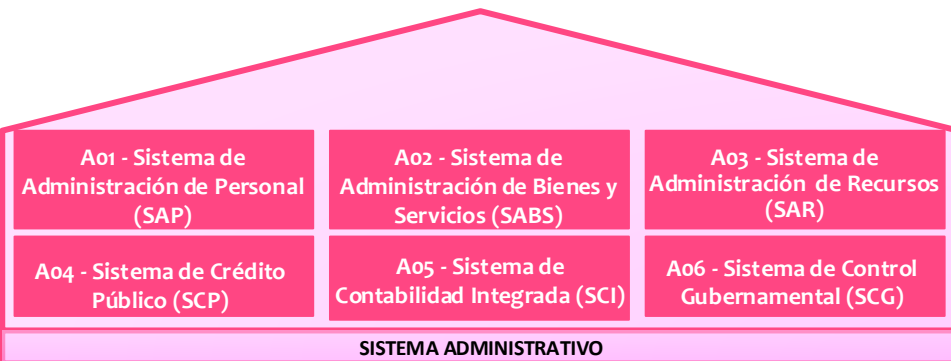 A01 - Sistema de
Administración de Personal
(SAP)
A02 - Sistema de
Administración de Bienes y
Servicios (SABS)
A03 - Sistema de
Administración de Recursos
(SAR)
A04 - Sistema de Crédito
Público (SCP)
A05 - Sistema de
Contabilidad Integrada (SCI)
A06 - Sistema de Control
Gubernamental (SCG)
SISTEMA ADMINISTRATIVO